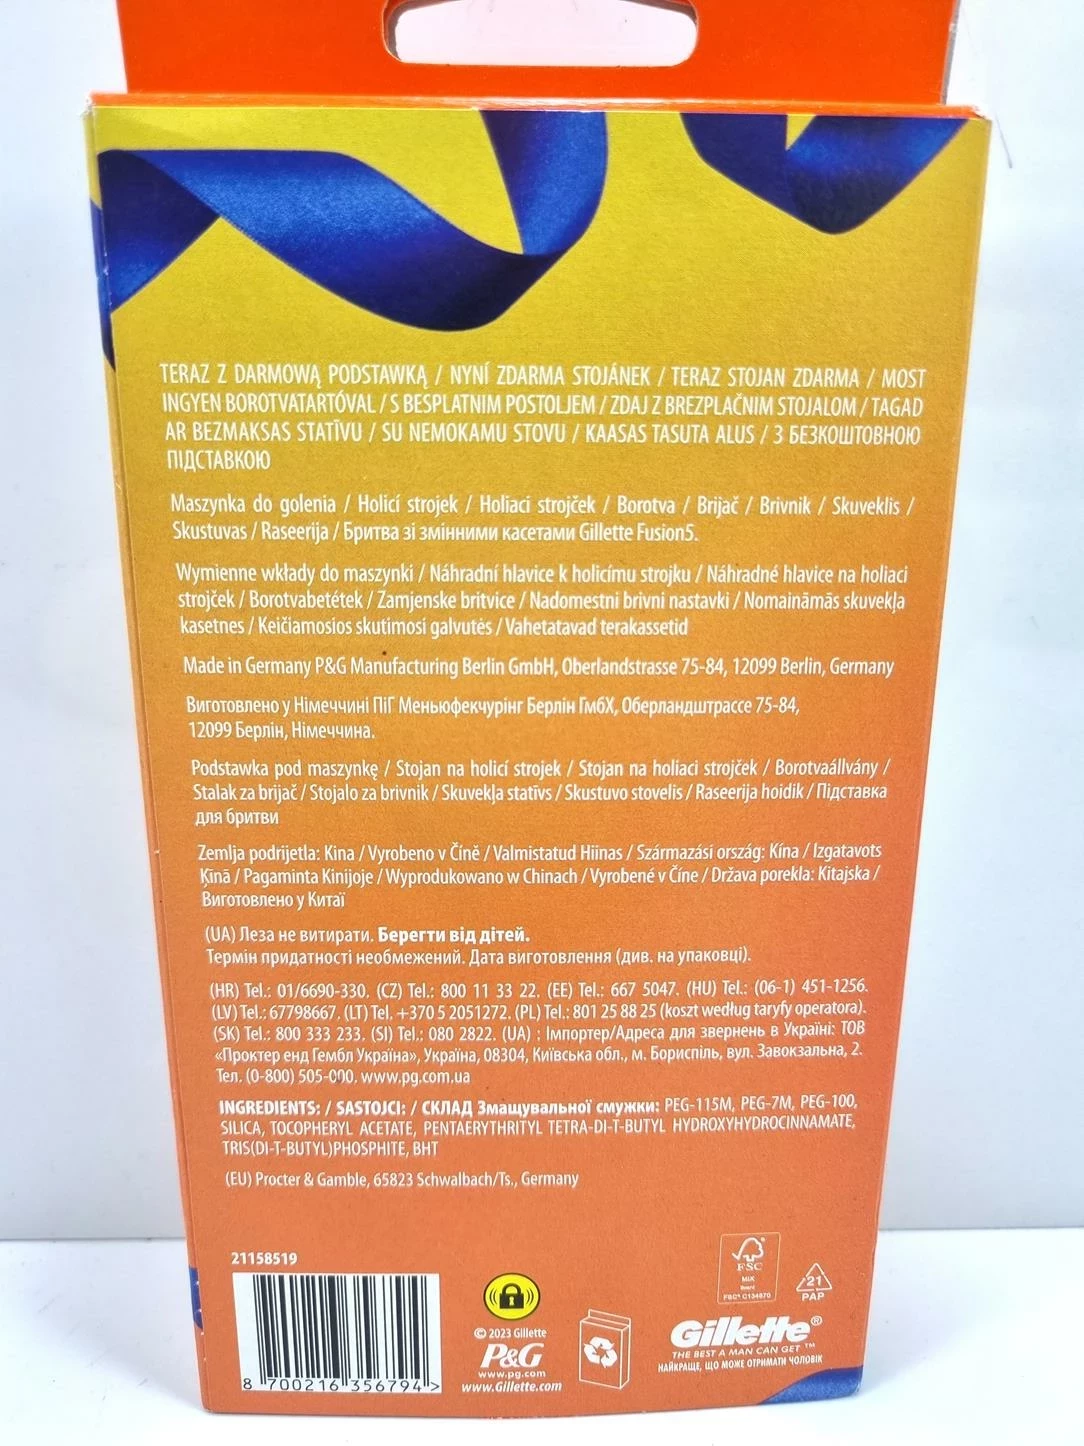 TERAZ Z DARMOWĄ PODSTAWKĄ / NYNÍ ZDARMA STOJÁNEK / TERAZ STOJAN ZDARMA / MOST
INGYEN BOROTVATARTÓVAL / S BESPLATNIM POSTOLJEM / ZDAJ Z BREZPLAČNIM STOJALOM / TAGAD
AR BEZMAKSAS STATĪVU / SU NEMOKAMU STOVU / KAASAS TASUTA ALUS / З БЕЗКОШТОВНОЮ
ПІДСТАВКОЮ
Maszynka do golenia / Holicí strojek / Holiaci strojček / Borotva / Brijač / Brivnik / Skuveklis /
Skustuvas / Raseerija / Бритва зі змінними касетами Gillette Fusion5.
Wymienne wkłady do maszynki / Náhradní hlavice k holicímu strojku / Náhradné hlavice na holiaci
strojček / Borotvabetétek / Zamjenske britvice / Nadomestni brivni nastavki / Nomaināmās skuvekļa
kasetnes / Keičiamosios skutimosi galvutės / Vahetatavad terakassetid
Made in Germany P&G Manufacturing Berlin GmbH, Oberlandstrasse 75-84, 12099 Berlin, Germany
Виготовлено у Німеччині ПіГ Меньюфекчурінг Берлін ГмбХ, Оберландштрассе 75-84,
12099 Берлін, Німеччина.
Podstawka pod maszynkę / Stojan na holicí strojek / Stojan na holiaci strojček / Borotvaállvány /
Stalak za brijač / Stojalo za brivnik / Skuvekļa statīvs / Skustuvo stovelis / Raseerija hoidik / Підставка
для бритви
Zemlja podrijetla: Kina / Vyrobeno v Číně / Valmistatud Hiinas / Származási ország: Kína / Izgatavots
Ķīnā / Pagaminta Kinijoje / Wyprodukowano w Chinach / Vyrobené v Číne / Država porekla: Kitajska /
Виготовлено у Китаї
(UA) Леза не витирати. Берегти від дітей.
Термін придатності необмежений. Дата виготовлення (див. на упаковці).
(HR) Tel.: 01/6690-330. (CZ) Tel.: 800 11 33 22. (EE) Tel.: 667 5047. (HU) Tel.: (06-1) 451-1256.
(LV) Tel.: 67798667. (LT) Tel. +370 5 2051272. (PL) Tel.: 801 25 88 25 (koszt według taryfy operatora).
(SK) Tel.: 800 333 233. (SI) Tel.: 080 2822. (UA) : Імпортер/Адреса для звернень в Україні: ТОВ
«Проктер енд Гембл Україна», Україна, 08304, Київська обл., м. Бориспіль, вул. Завокзальна, 2.
Тел. (0-800) 505-000. www.pg.com.ua
INGREDIENTS: / SASTOJCI: / СКЛАД Змащувальної смужки: PEG-115M, PEG-7M, PEG-100,
SILICA, TOCOPHERYL ACETATE, PENTAERYTHRITYL TETRA-DI-T-BUTYL HYDROXYHYDROCINNAMATE,
TRIS(DI-T-BUTYL)PHOSPHITE, BHT
(EU) Procter & Gamble, 65823 Schwalbach/Ts., Germany
21158519
8 700216 356794 >
© 2023 Gillette
P&G
www.pg.com
www.Gillette.com
FSC
MIX
Board
FSC® C134870
21
PAP
Gillette®
THE BEST A MAN CAN GET ™
НАЙКРАЩЕ, ЩО МОЖЕ ОТРИМАТИ ЧОЛОВІК